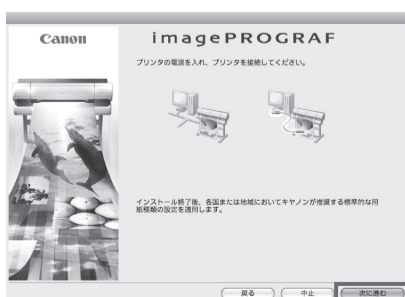 Canon
imagePROGRAF
プリンタの電源を入れ、プリンタを接続してください。
インストール終了後、各国または地域においてキヤノンが推奨する標準的な用
紙種類の設定を適用します。
戻る
中止
次に進む